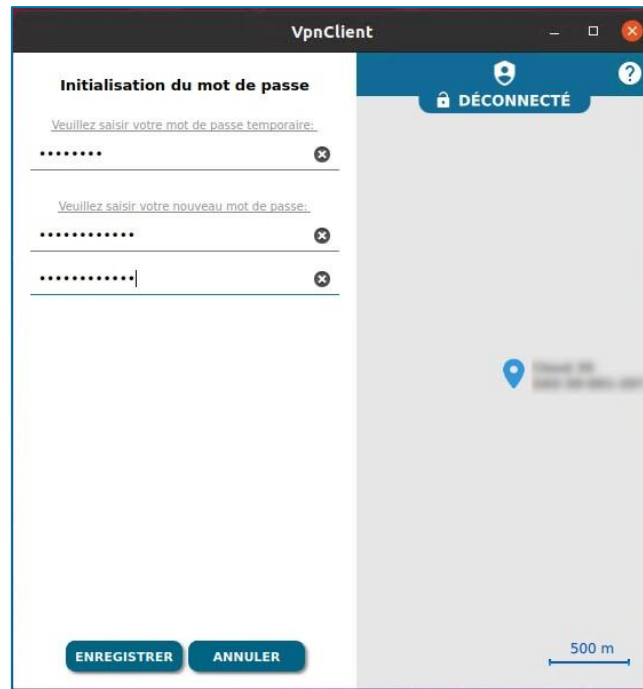 VpnClient
Initialisation du mot de passe
Veuillez saisir votre mot de passe temporaire:
••••••••
Veuillez saisir votre nouveau mot de passe:
••••••••••••
••••••••••••
ENREGISTRER
ANNULER
DÉCONNECTÉ
?
500 m